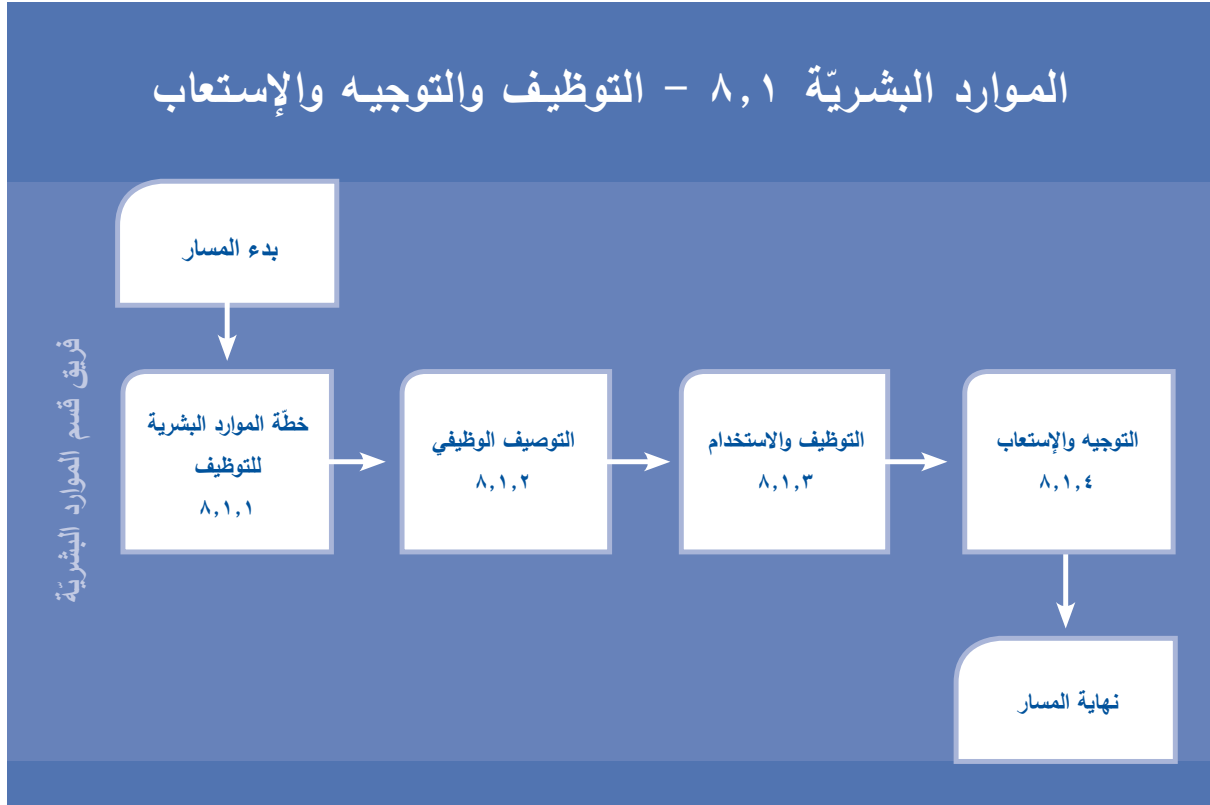 الموارد البشريّة ٨,١ – التوظيف والتوجيه والإستعاب
بدء المسار
فريق قسم الموارد البشريّة
خطّة الموارد البشرية
للتوظيف
٨,١,١
التوصيف الوظيفي
٨,١,٢
التوظيف والاستخدام
٨,١,٣
التوجيه والإستعاب
٨,١,٤
نهاية المسار